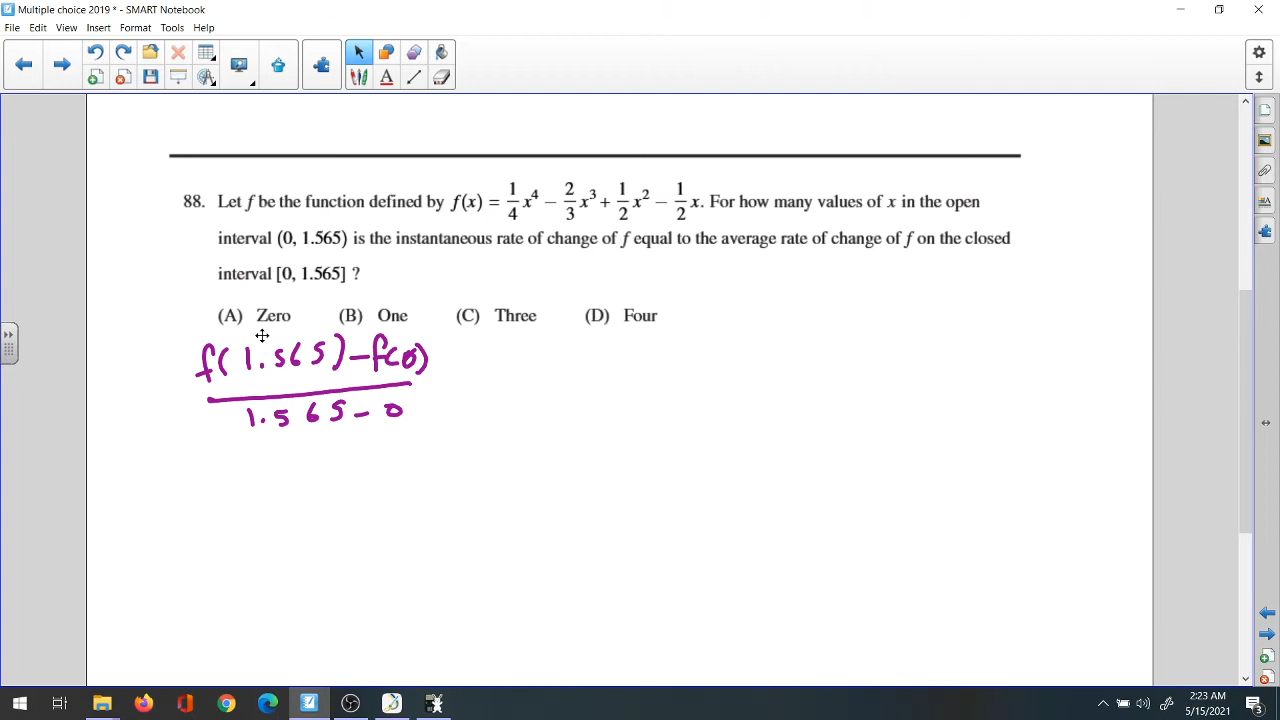 Multiple choice 2019 * - SMART Notebook
File Edit View Insert Format Tools Help
88. Let f be the function defined by f(x) = 1/4 x^4 − 2/3 x^3 + 1/2 x^2 − 1/2 x. For how many values of x in the open
interval (0, 1.565) is the instantaneous rate of change of f equal to the average rate of change of f on the closed
interval [0, 1.565] ?
(A) Zero (B) One (C) Three (D) Four
f(1.565)-f(0)
1.565-0
2:23 AM
5/15/2021